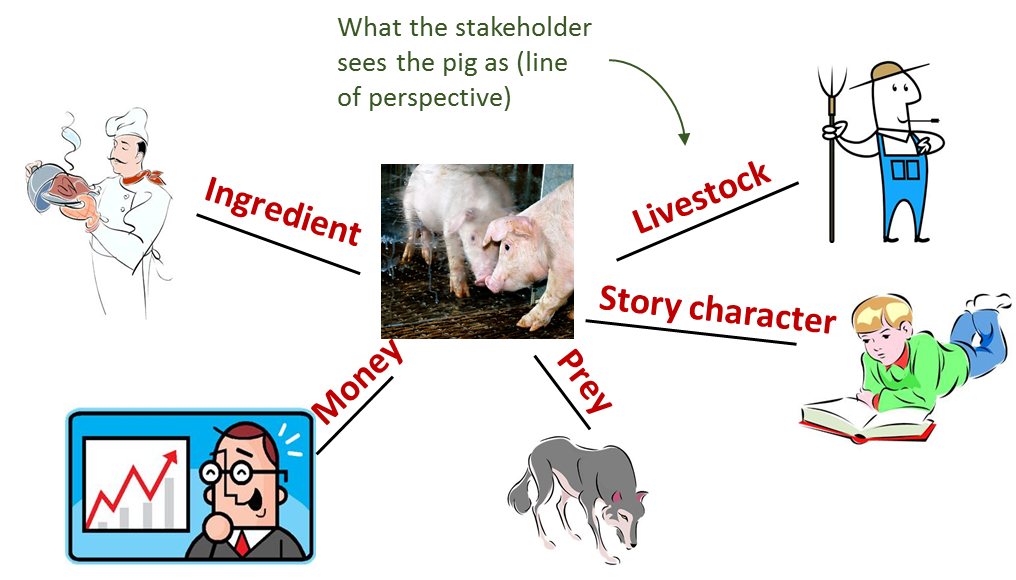 What the stakeholder
sees the pig as (line
of perspective)
Ingredient
Livestock
Story character
Money
Prey